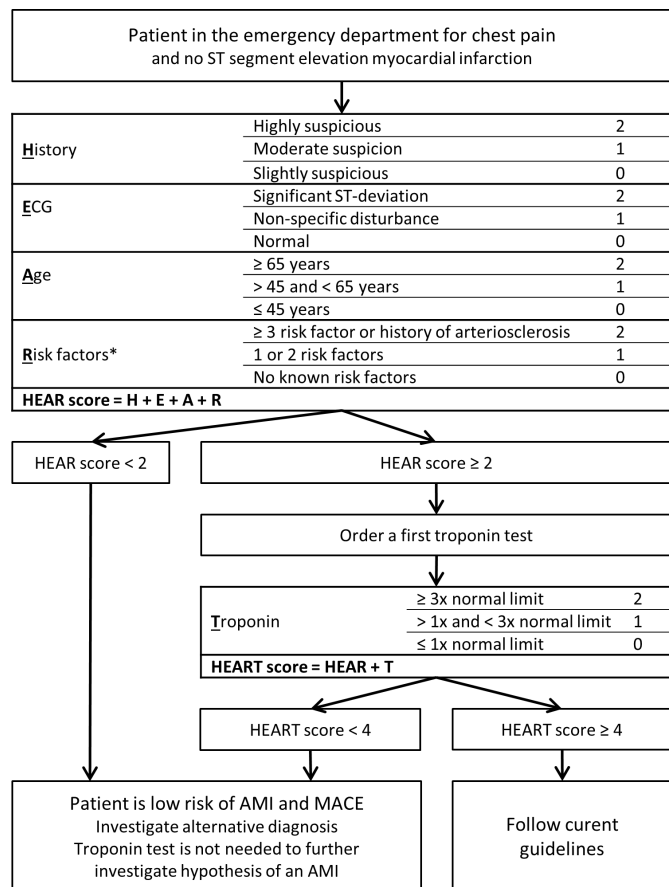 Patient in the emergency department for chest pain
and no ST segment elevation myocardial infarction
History
Highly suspicious 2
Moderate suspicion 1
Slightly suspicious 0
ECG
Significant ST-deviation 2
Non-specific disturbance 1
Normal 0
Age
≥ 65 years 2
> 45 and < 65 years 1
≤ 45 years 0
Risk factors*
≥ 3 risk factor or history of arteriosclerosis 2
1 or 2 risk factors 1
No known risk factors 0
HEAR score = H + E + A + R
HEAR score < 2
HEAR score ≥ 2
Order a first troponin test
Troponin
≥ 3x normal limit 2
> 1x and < 3x normal limit 1
≤ 1x normal limit 0
HEART score = HEAR + T
HEART score < 4
HEART score ≥ 4
Patient is low risk of AMI and MACE
Investigate alternative diagnosis
Troponin test is not needed to further
investigate hypothesis of an AMI
Follow curent
guidelines